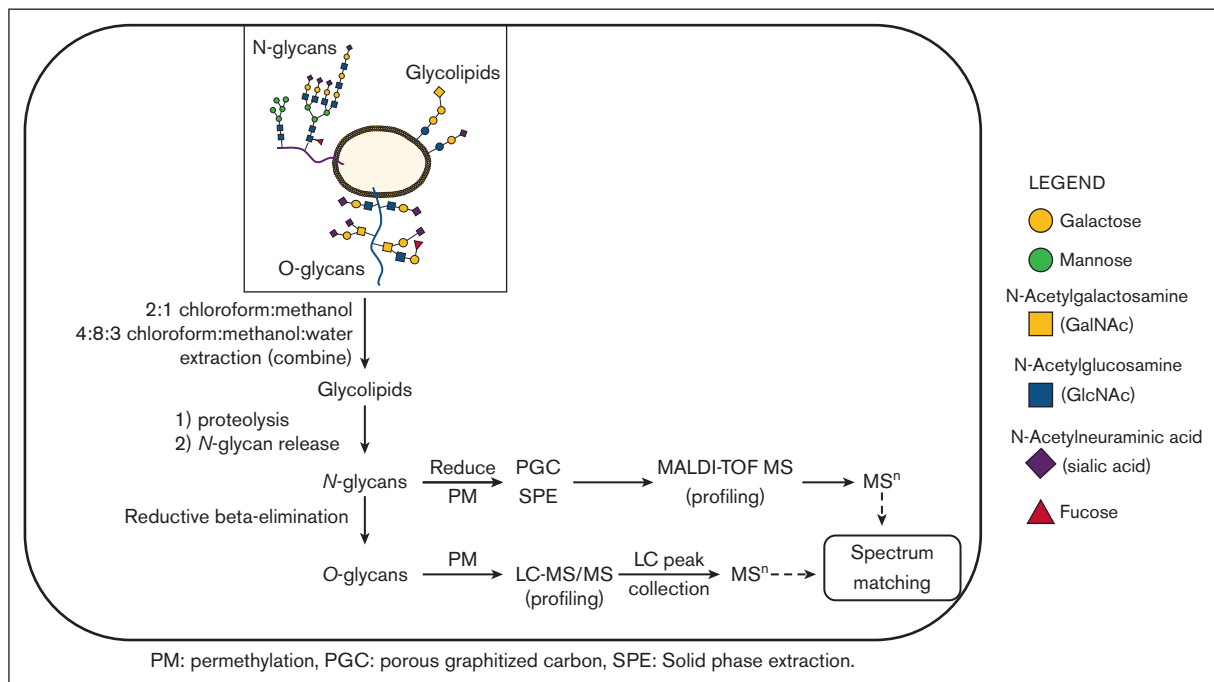 N-glycans
Glycolipids
O-glycans
2:1 chloroform:methanol
4:8:3 chloroform:methanol:water
extraction (combine)
Glycolipids
1) proteolysis
2) N-glycan release
N-glycans
Reduce
PM
PGC
SPE
MALDI-TOF MS
(profiling)
MSⁿ
Reductive beta-elimination
O-glycans
PM
LC-MS/MS
(profiling)
LC peak
collection
MSⁿ
Spectrum
matching
LEGEND
Galactose
Mannose
N-Acetylgalactosamine
(GalNAc)
N-Acetylglucosamine
(GlcNAc)
N-Acetylneuraminic acid
(sialic acid)
Fucose
PM: permethylation, PGC: porous graphitized carbon, SPE: Solid phase extraction.